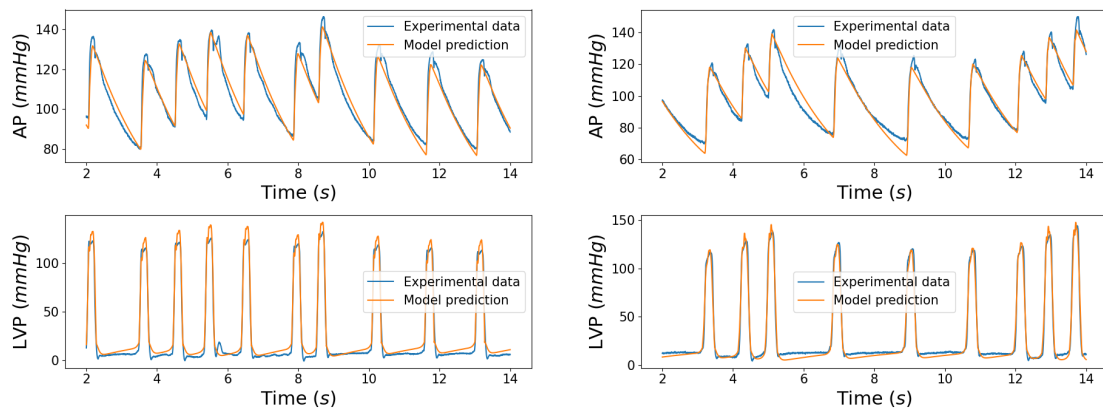 AP (mmHg)
140
120
100
80
Experimental data
Model prediction
2 4 6 8 10 12 14
Time (s)
AP (mmHg)
140
120
100
80
60
Experimental data
Model prediction
2 4 6 8 10 12 14
Time (s)
LVP (mmHg)
100
50
0
Experimental data
Model prediction
2 4 6 8 10 12 14
Time (s)
LVP (mmHg)
150
100
50
0
Experimental data
Model prediction
2 4 6 8 10 12 14
Time (s)